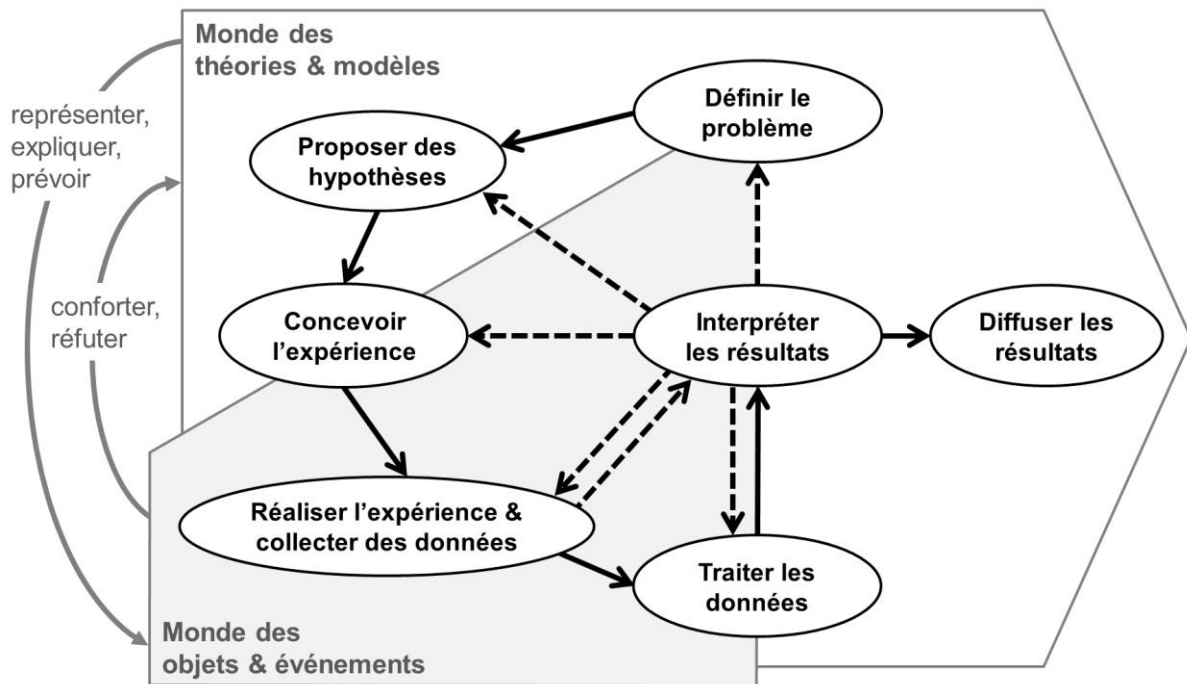 Monde des
théories & modèles
représenter,
expliquer,
prévoir
conforter,
réfuter
Définir le
problème
Proposer des
hypothèses
Concevoir
l’expérience
Interpréter
les résultats
Diffuser les
résultats
Réaliser l’expérience &
collecter des données
Traiter les
données
Monde des
objets & événements